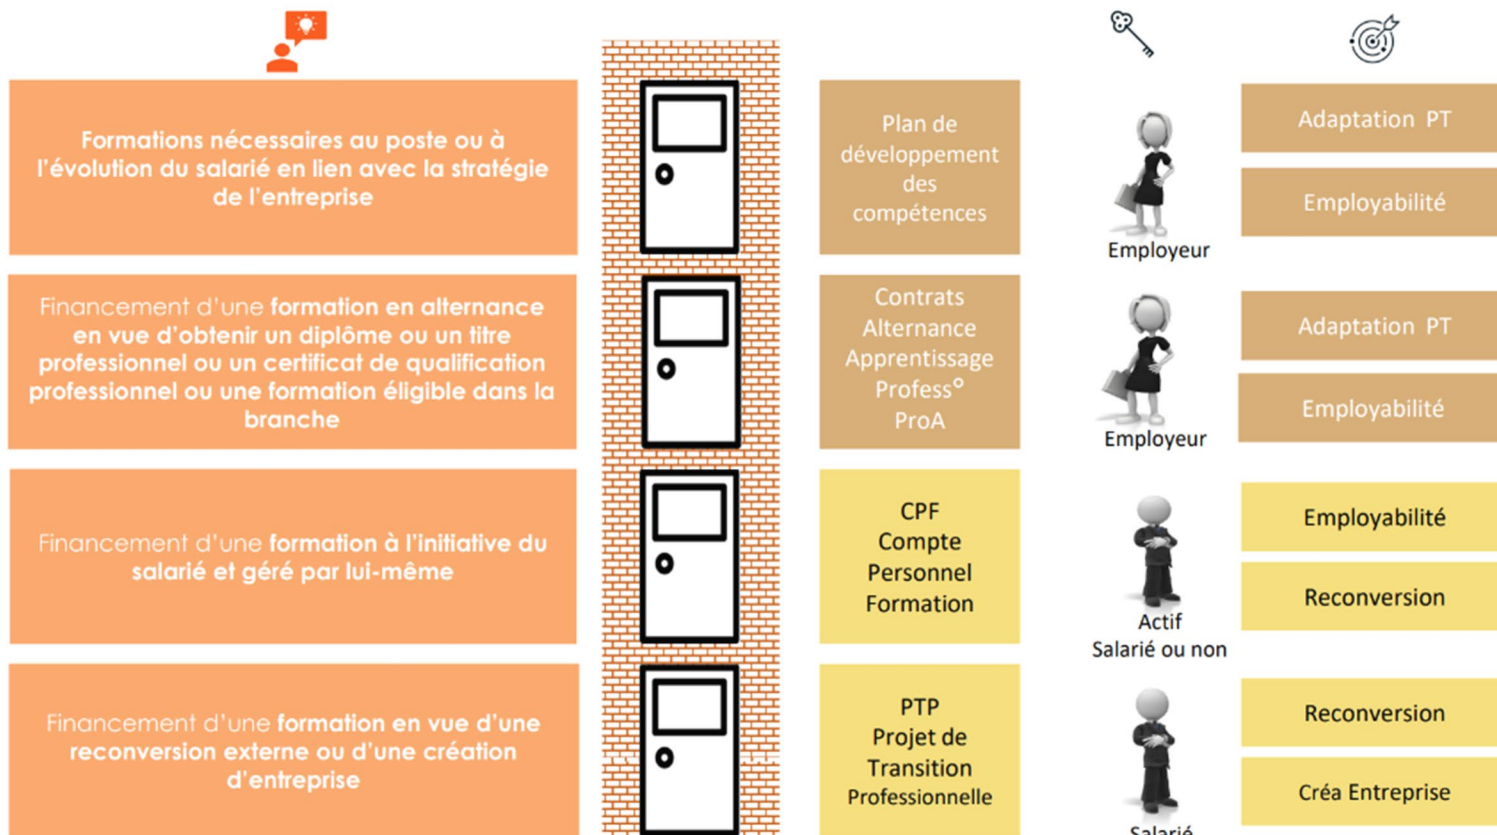 Formations nécessaires au poste ou à
l'évolution du salarié en lien avec la stratégie
de l'entreprise
Plan de
développement
des
compétences
Employeur
Adaptation PT
Employabilité
Financement d'une formation en alternance
en vue d'obtenir un diplôme ou un titre
professionnel ou un certificat de qualification
professionnel ou une formation éligible dans la
branche
Contrats
Alternance
Apprentissage
Profess°
ProA
Employeur
Adaptation PT
Employabilité
Financement d'une formation à l'initiative du
salarié et géré par lui-même
CPF
Compte
Personnel
Formation
Actif
Salarié ou non
Employabilité
Reconversion
Financement d'une formation en vue d'une
reconversion externe ou d'une création
d'entreprise
PTP
Projet de
Transition
Professionnelle
Salarié
Reconversion
Créa Entreprise